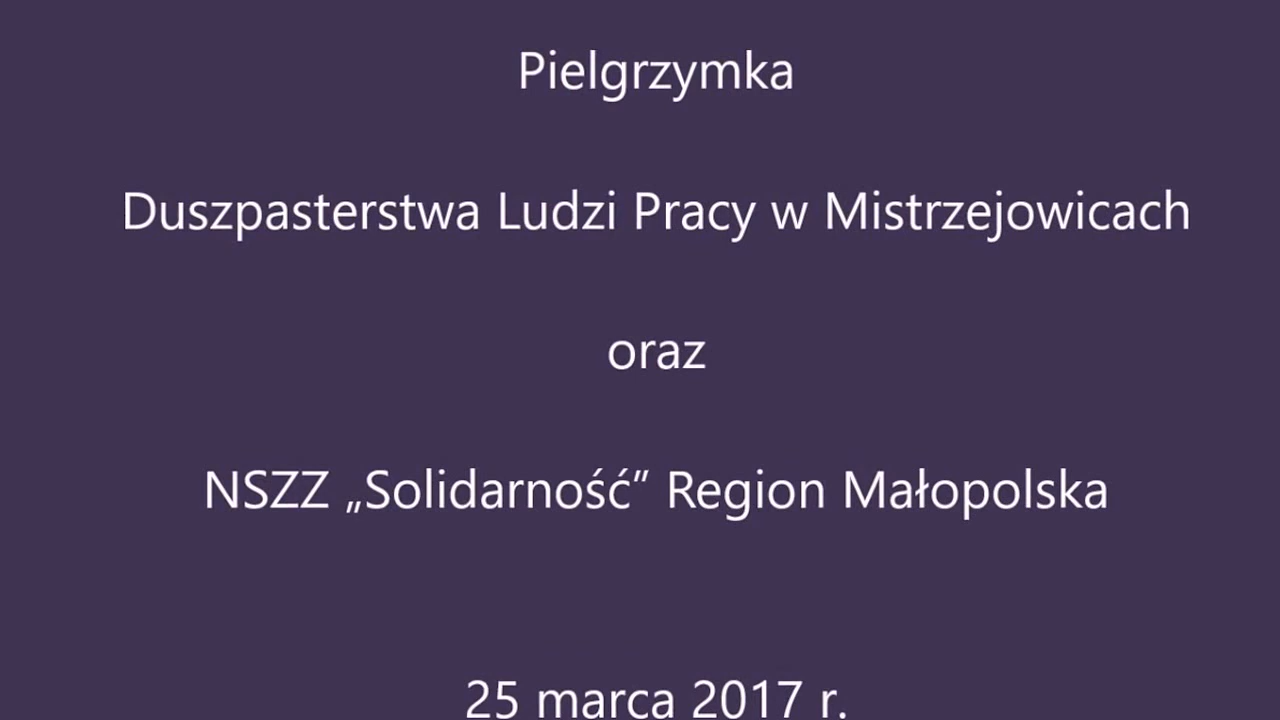 Pielgrzymka
Duszpasterstwa Ludzi Pracy w Mistrzejowicach
oraz
NSZZ „Solidarność” Region Małopolska
25 marca 2017 r.